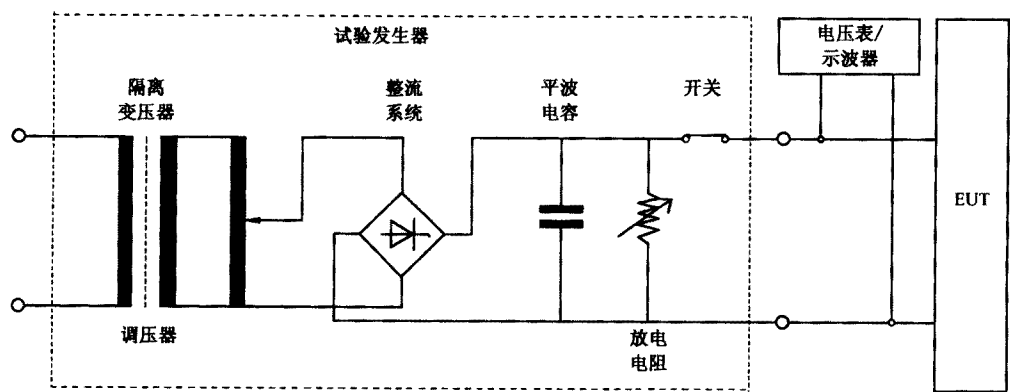 试验发生器
电压表/
示波器
隔离
变压器
整流
系统
平波
电容
开关
EUT
调压器
放电
电阻